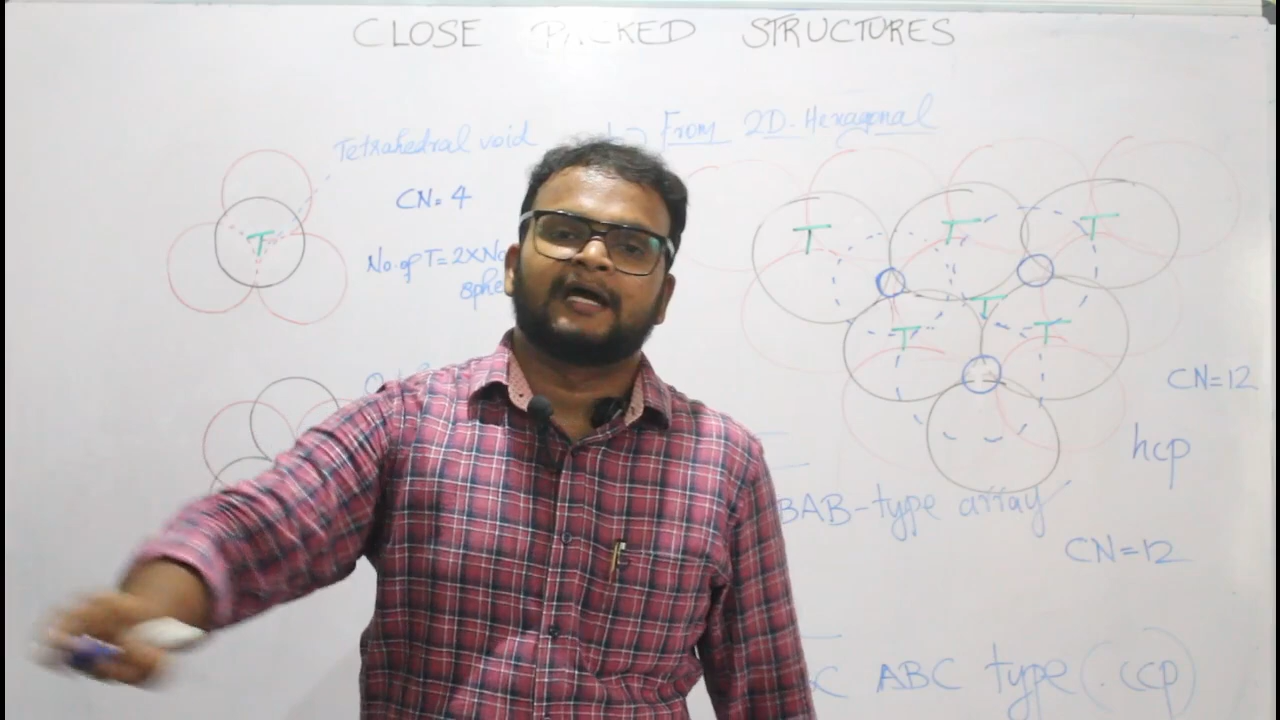 CLOSE PACKED STRUCTURES
Tetrahedral void
From 2D-Hexagonal
CN=4
T
No. of T=2×No
sphe
T
T
T
T
T
T
CN=12
hcp
BAB-type array
CN=12
C ABC type (ccp)